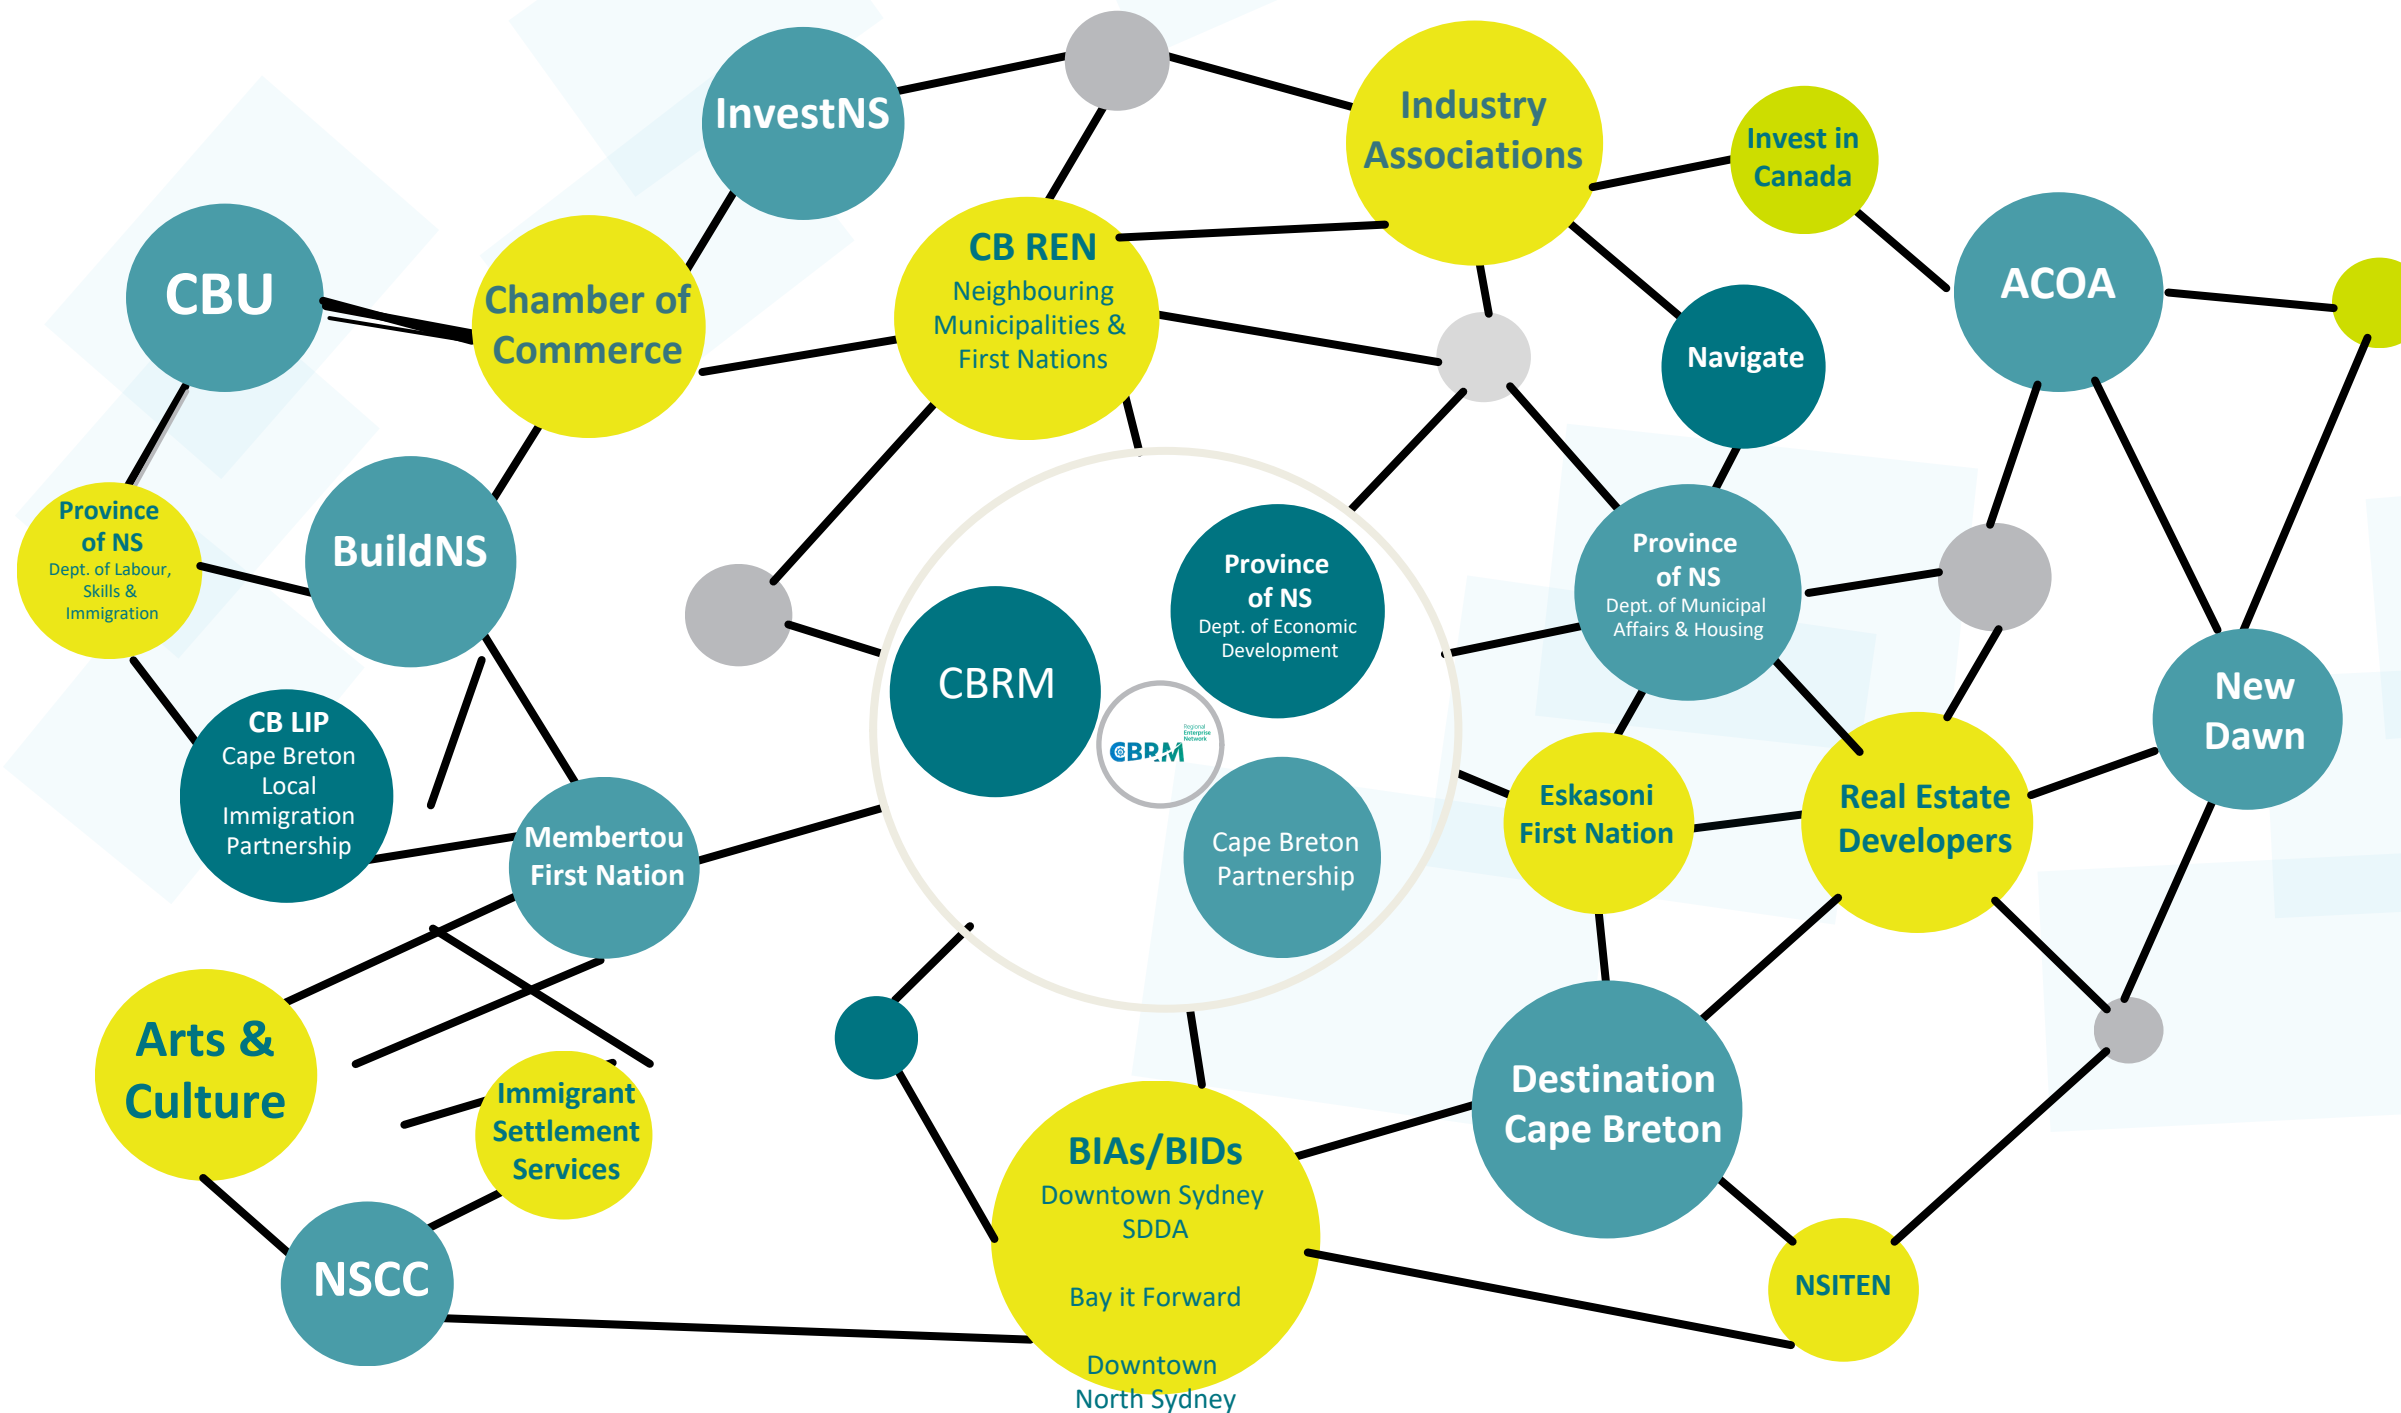 InvestNS
Industry
Associations
Invest in
Canada
CBU
Chamber of
Commerce
CB REN
Neighbouring
Municipalities &
First Nations
ACOA
Navigate
Province
of NS
Dept. of Labour,
Skills &
Immigration
BuildNS
Province
of NS
Dept. of Economic
Development
Province
of NS
Dept. of Municipal
Affairs & Housing
CBRM
Regional
Enterprise
Network
CBRM
Cape Breton
Partnership
CB LIP
Cape Breton
Local
Immigration
Partnership
Membertou
First Nation
Eskasoni
First Nation
Real Estate
Developers
New
Dawn
Arts &
Culture
Immigrant
Settlement
Services
NSCC
BIAs/BIDs
Downtown Sydney
SDDA
Bay it Forward
Downtown
North Sydney
Destination
Cape Breton
NSITEN